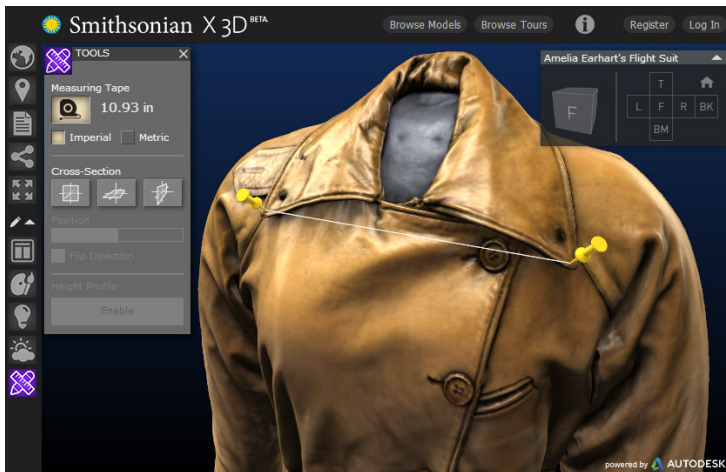 Smithsonian X 3D BETA
Browse Models
Browse Tours
i
Register
Log In
TOOLS
Measuring Tape
10.93 in
Imperial
Metric
Cross-Section
Position
Flip Direction
Height Profile
Enable
Amelia Earhart's Flight Suit
F
T
L F R BK
BM
powered by AUTODESK